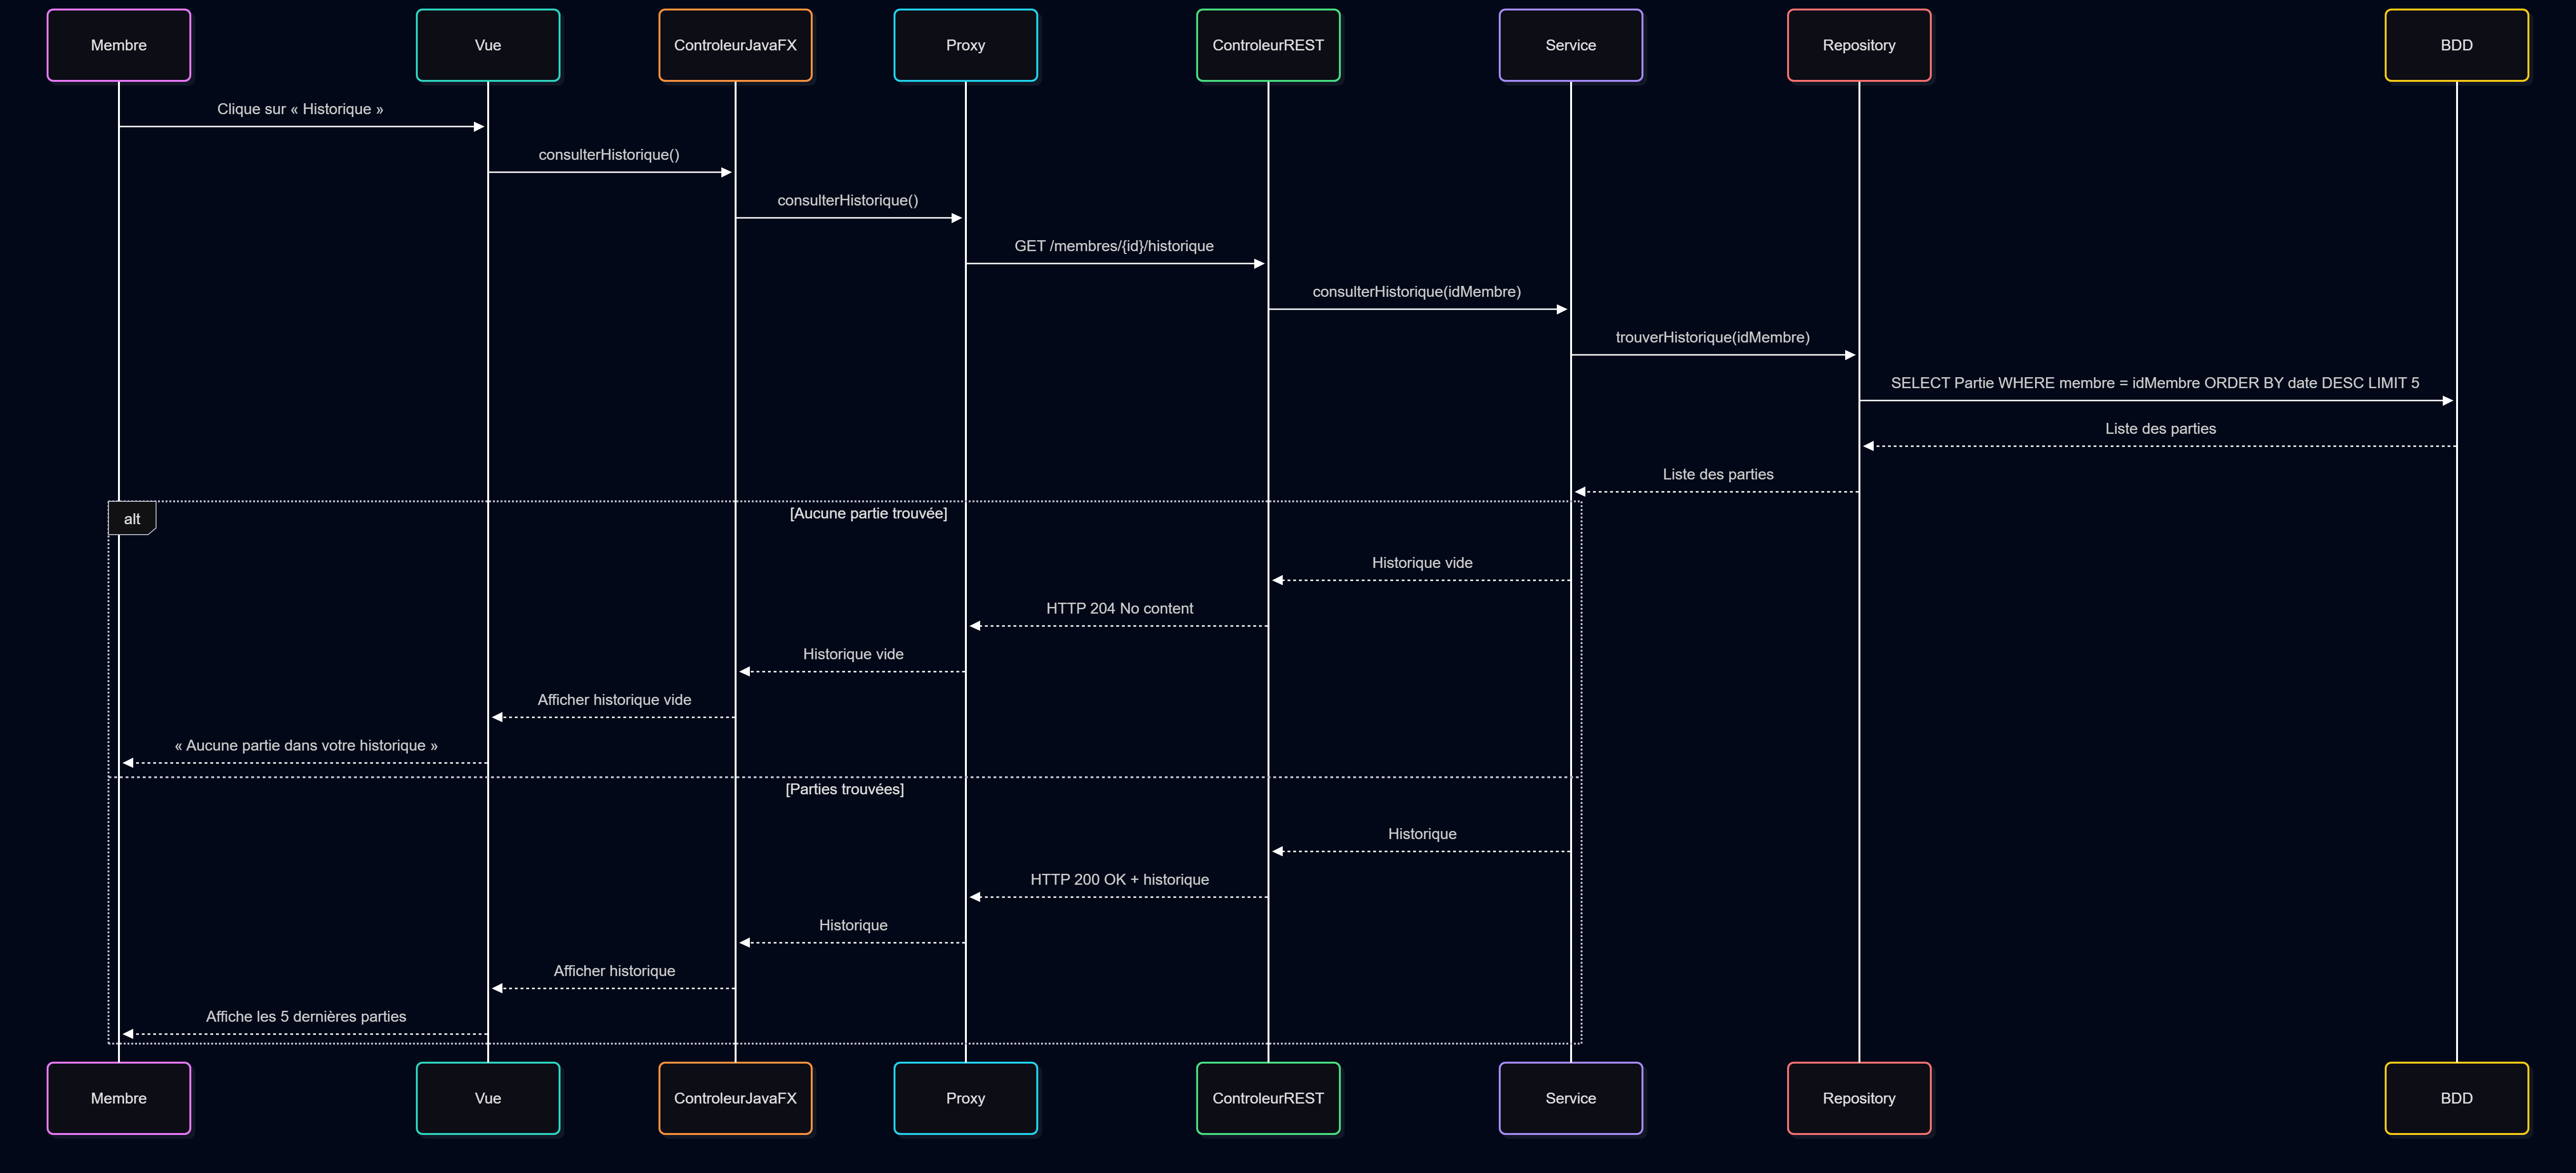 Membre
Vue
ControleurJavaFX
Proxy
ControleurREST
Service
Repository
BDD
Clique sur « Historique »
consulterHistorique()
consulterHistorique()
GET /membres/{id}/historique
consulterHistorique(idMembre)
trouverHistorique(idMembre)
SELECT Partie WHERE membre = idMembre ORDER BY date DESC LIMIT 5
Liste des parties
Liste des parties
alt
[Aucune partie trouvée]
Historique vide
HTTP 204 No content
Historique vide
Afficher historique vide
« Aucune partie dans votre historique »
[Parties trouvées]
Historique
HTTP 200 OK + historique
Historique
Afficher historique
Affiche les 5 dernières parties
Membre
Vue
ControleurJavaFX
Proxy
ControleurREST
Service
Repository
BDD